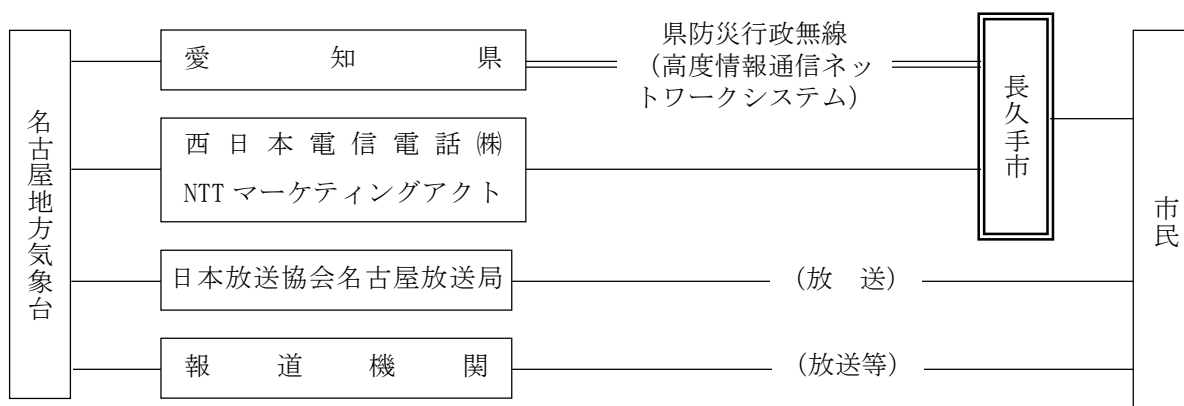 名古屋地方気象台
愛知県
県防災行政無線
（高度情報通信ネッ
トワークシステム）
長久手市
市民
西日本電信電話㈱
NTTマーケティングアクト
日本放送協会名古屋放送局
（放　送）
報道機関
（放送等）